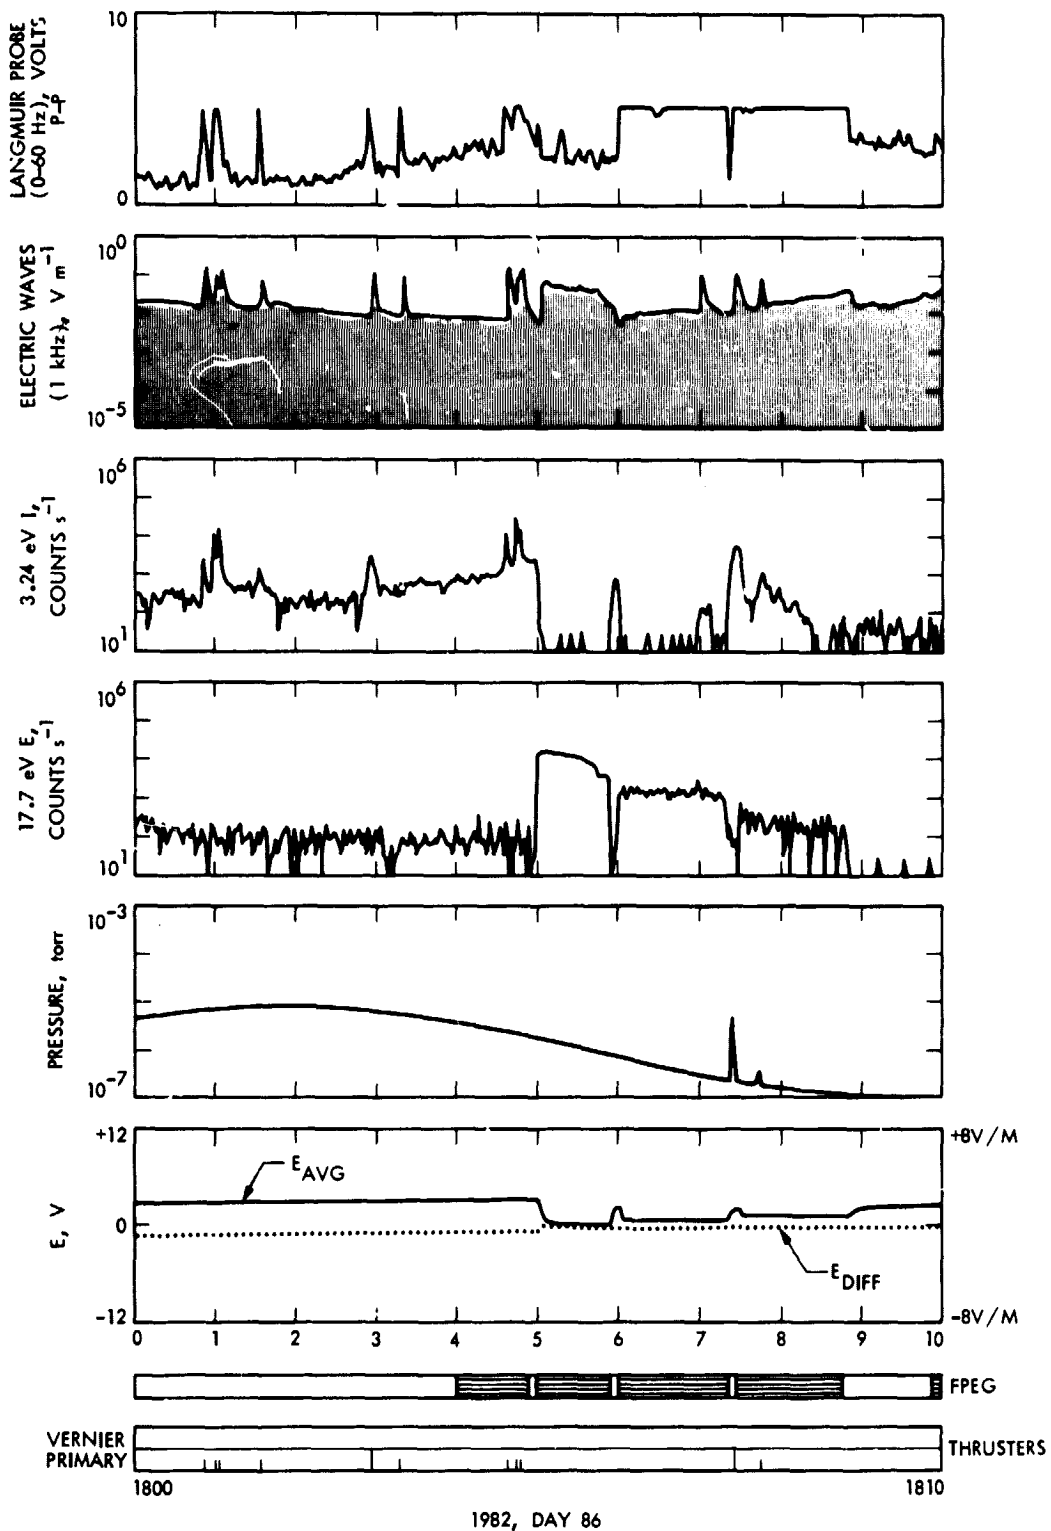 10
LANGMUIR PROBE
(0–60 Hz), VOLTS
P–P
0
10⁰
ELECTRIC WAVES
(1 kHz), V m⁻¹
10⁻⁵
10⁶
3.24 eV I,
COUNTS s⁻¹
10¹
10⁶
17.7 eV E,
COUNTS s⁻¹
10¹
10⁻³
PRESSURE, torr
10⁻⁷
+12
+8V/M
E_AVG
E, V
0
E_DIFF
−12
−8V/M
0 1 2 3 4 5 6 7 8 9 10
FPEG
VERNIER
PRIMARY
THRUSTERS
1800 1810
1982, DAY 86